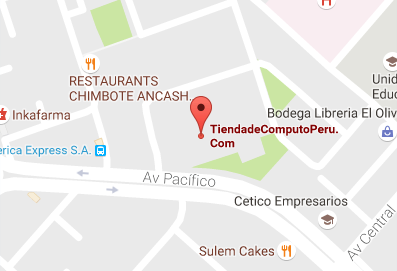 RESTAURANTS
CHIMBOTE ANCASH...
Unid
Educ
Inkafarma
Bodega Libreria El Oliv
TiendadeComputoPeru.
Com
erica Express S.A.
Av Pacífico
Cetico Empresarios
Av Central
Sulem Cakes